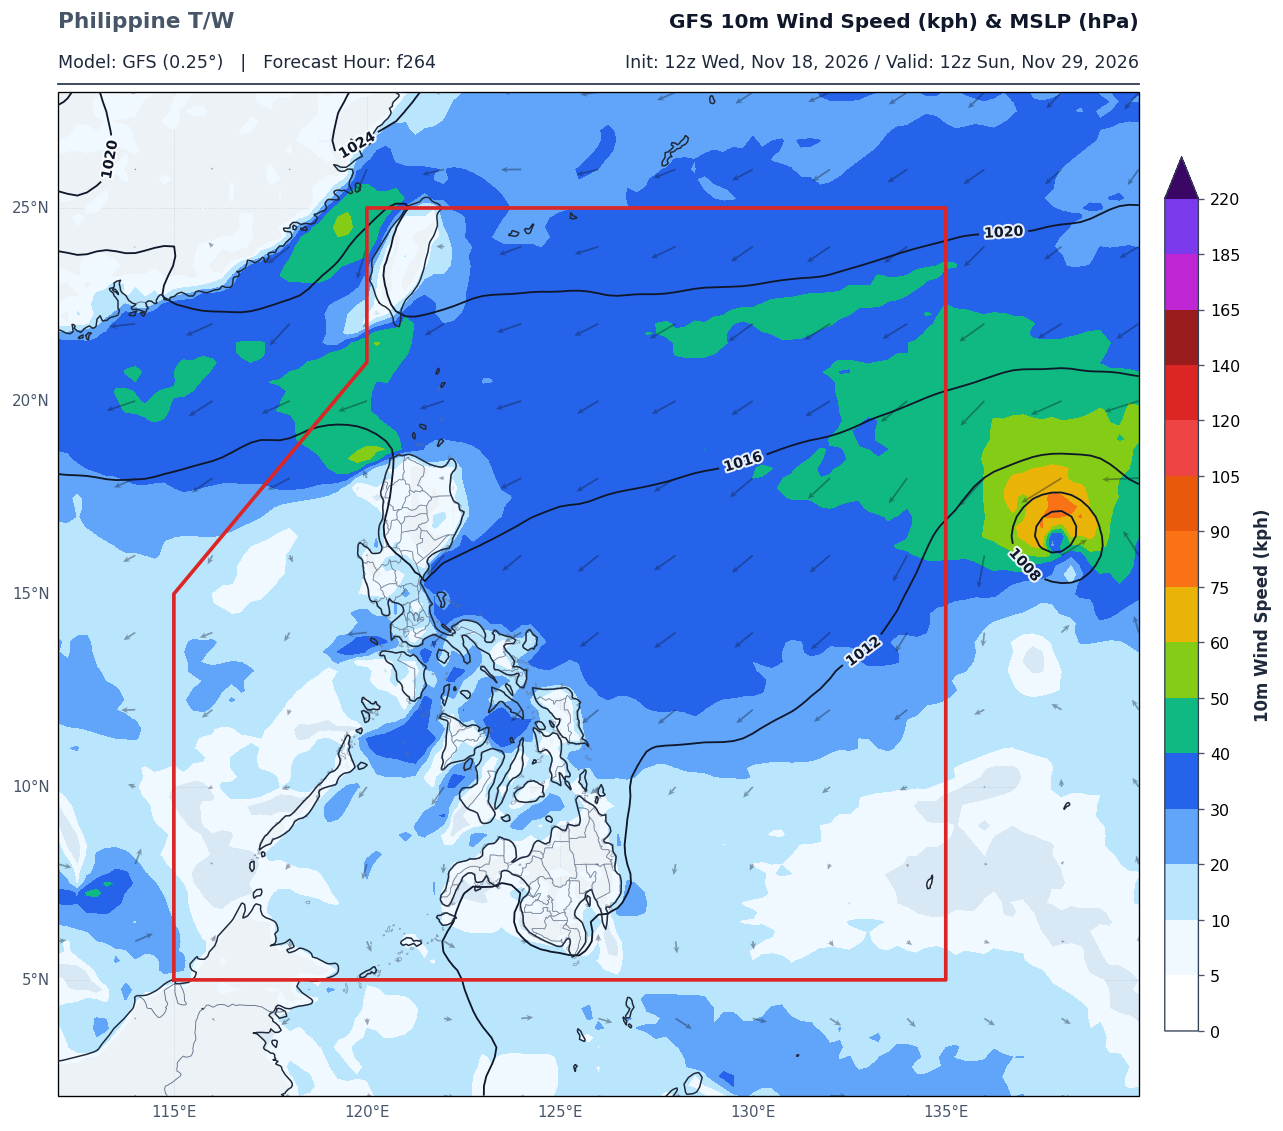 Philippine T/W
GFS 10m Wind Speed (kph) & MSLP (hPa)
Model: GFS (0.25°)   |   Forecast Hour: f264
Init: 12z Wed, Nov 18, 2026 / Valid: 12z Sun, Nov 29, 2026
1020
1024
1020
1016
1012
1008
25°N
20°N
15°N
10°N
5°N
115°E
120°E
125°E
130°E
135°E
220
185
165
140
120
105
90
75
60
50
40
30
20
10
5
0
10m Wind Speed (kph)